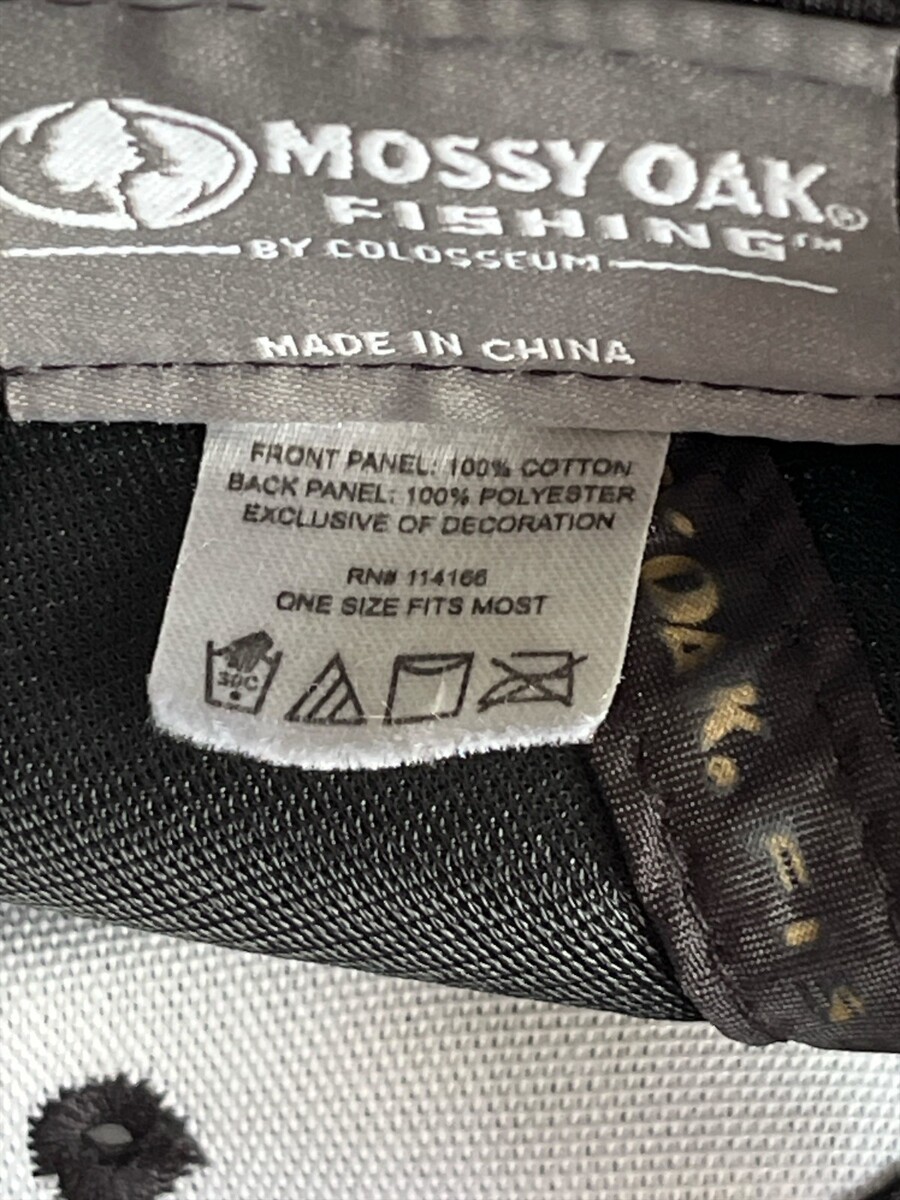 MOSSY OAK®
FISHING™
BY COLOSSEUM
MADE IN CHINA
FRONT PANEL: 100% COTTON
BACK PANEL: 100% POLYESTER
EXCLUSIVE OF DECORATION
RN# 114166
ONE SIZE FITS MOST
30C
OAK®